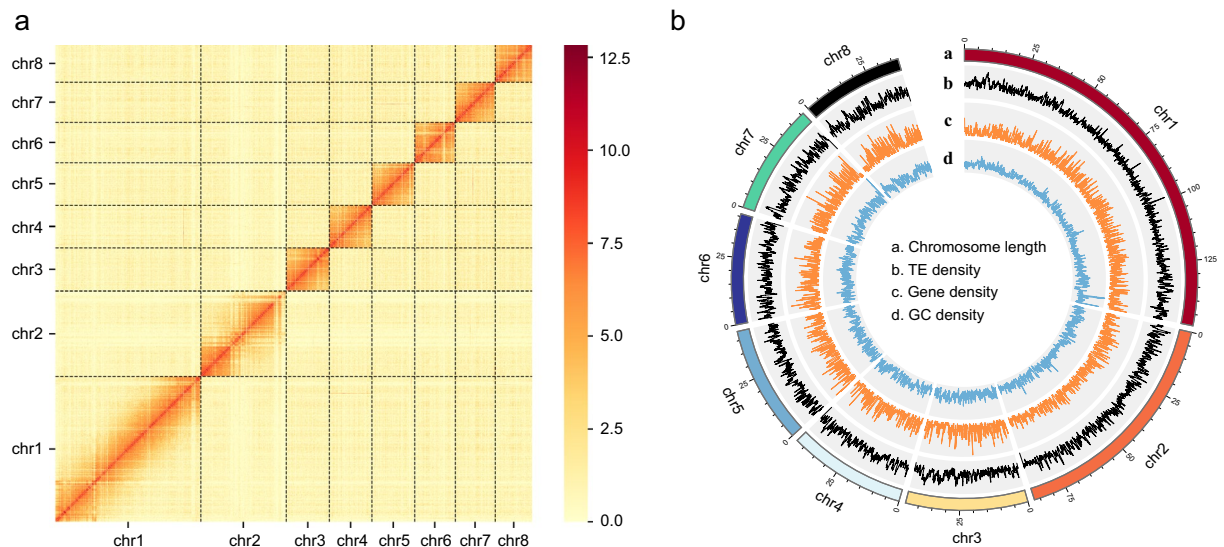 a
chr8
chr7
chr6
chr5
chr4
chr3
chr2
chr1
chr1 chr2 chr3 chr4 chr5 chr6 chr7 chr8
12.5
10.0
7.5
5.0
2.5
0.0
b
a
b
c
d
0
25
50
75
100
125
chr1
0
25
50
75
chr2
0
25
chr3
0
25
chr4
0
25
chr5
0
25
chr6
0
25
chr7
0
25
chr8
a. Chromosome length
b. TE density
c. Gene density
d. GC density